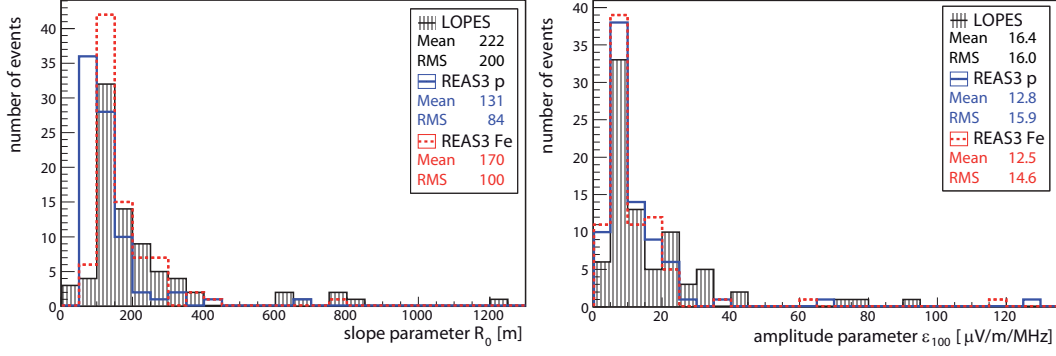 number of events
40
35
30
25
20
15
10
5
0
0 200 400 600 800 1000 1200
slope parameter R₀ [m]
LOPES
Mean 222
RMS 200
REAS3 p
Mean 131
RMS 84
REAS3 Fe
Mean 170
RMS 100
number of events
40
35
30
25
20
15
10
5
0
0 20 40 60 80 100 120
amplitude parameter ε₁₀₀ [ μV/m/MHz]
LOPES
Mean 16.4
RMS 16.0
REAS3 p
Mean 12.8
RMS 15.9
REAS3 Fe
Mean 12.5
RMS 14.6